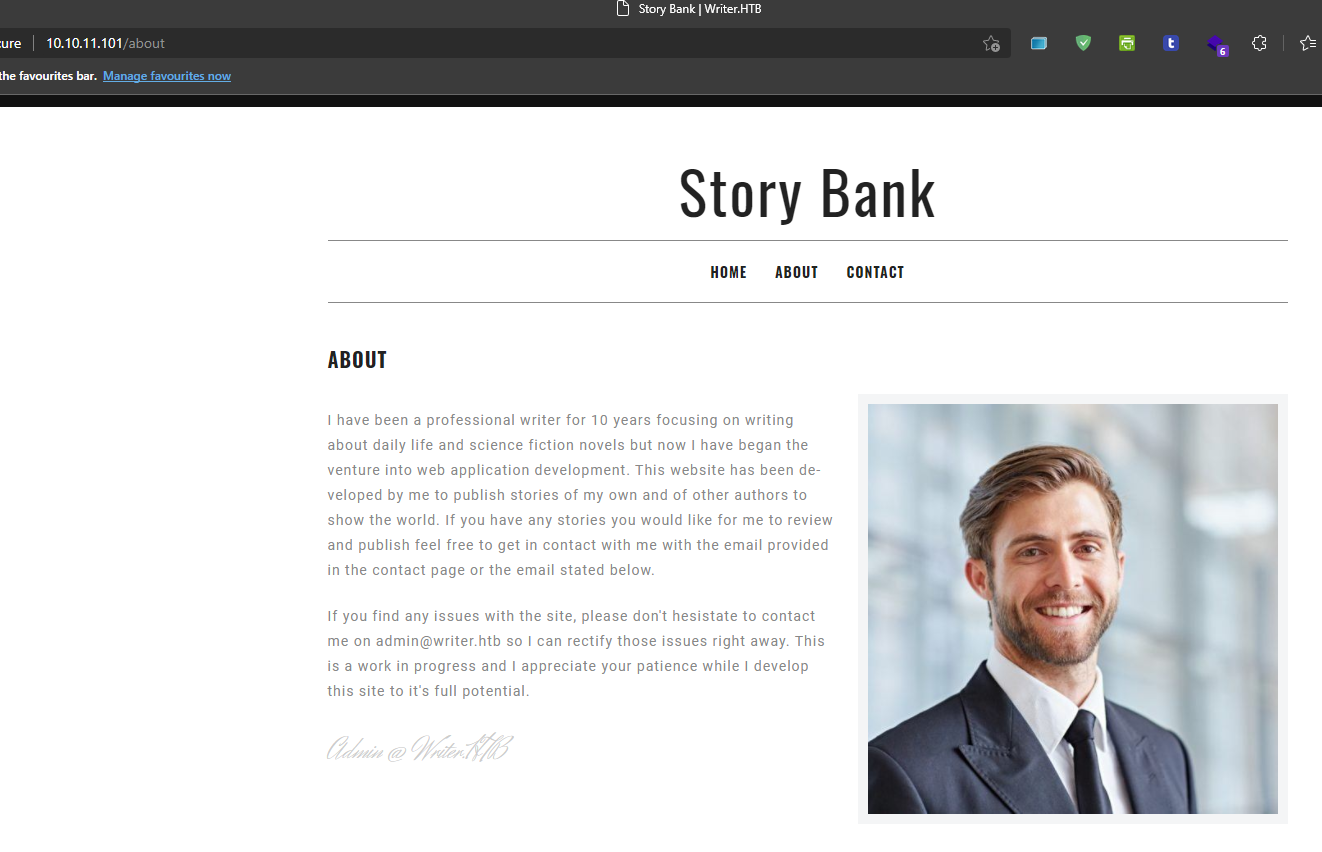 Story Bank | Writer.HTB
cure | 10.10.11.101/about
6
the favourites bar. Manage favourites now
Story Bank
HOME ABOUT CONTACT
ABOUT
I have been a professional writer for 10 years focusing on writing
about daily life and science fiction novels but now I have began the
venture into web application development. This website has been de-
veloped by me to publish stories of my own and of other authors to
show the world. If you have any stories you would like for me to review
and publish feel free to get in contact with me with the email provided
in the contact page or the email stated below.
If you find any issues with the site, please don't hesistate to contact
me on admin@writer.htb so I can rectify those issues right away. This
is a work in progress and I appreciate your patience while I develop
this site to it's full potential.
Admin @ Writer.HTB